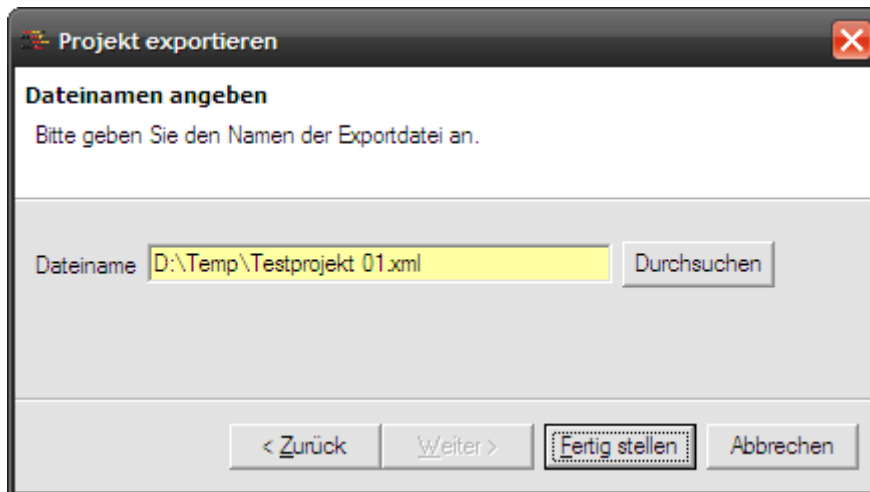 Projekt exportieren
Dateinamen angeben
Bitte geben Sie den Namen der Exportdatei an.
Dateiname D:\Temp\Testprojekt 01.xml Durchsuchen
< Zurück Weiter > Fertig stellen Abbrechen